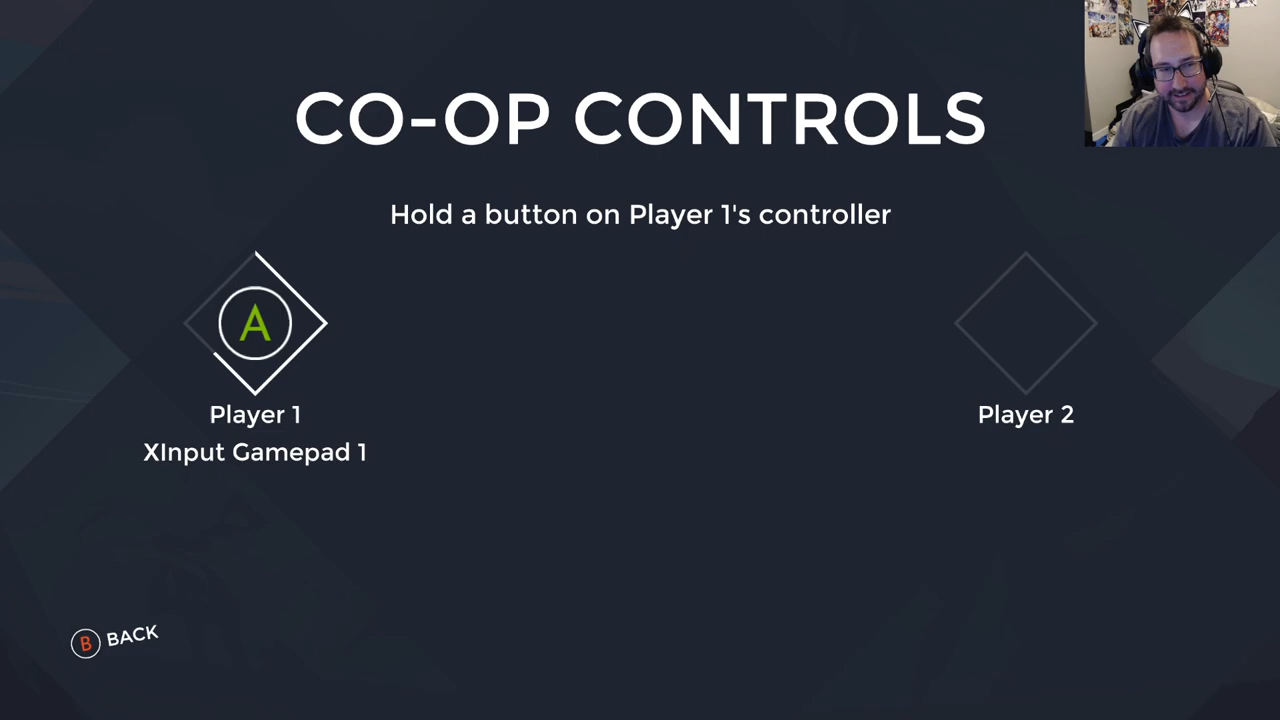 CO-OP CONTROLS
Hold a button on Player 1's controller
A
Player 1
XInput Gamepad 1
Player 2
B BACK